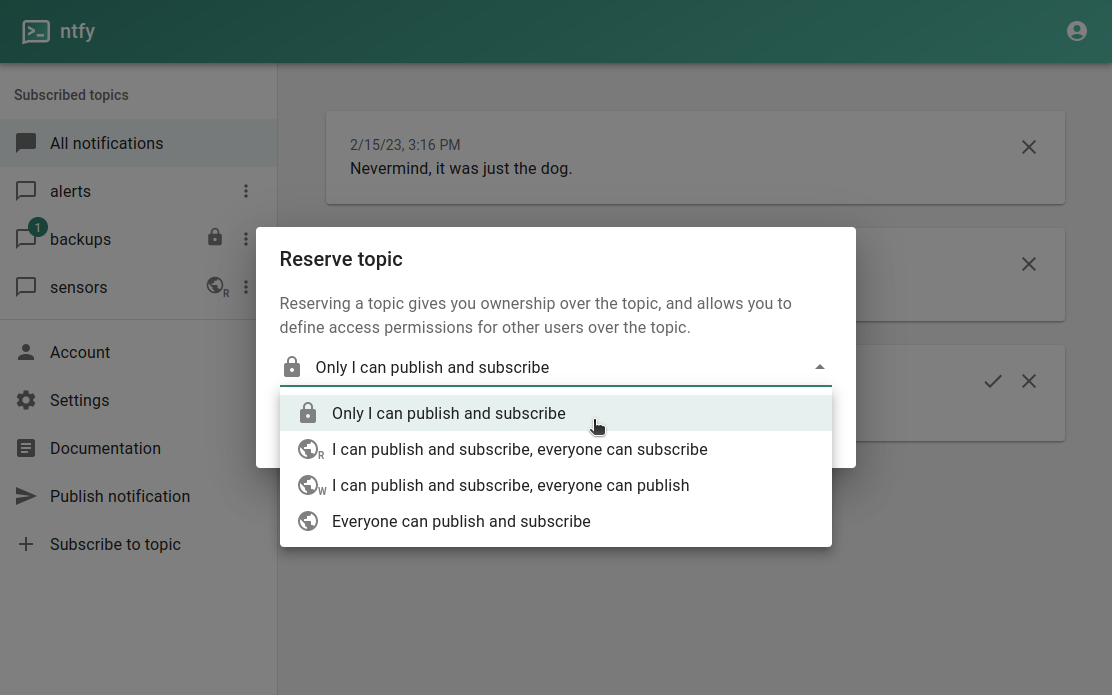 ntfy
Subscribed topics
All notifications
alerts
1
backups
sensors
R
Account
Settings
Documentation
Publish notification
Subscribe to topic
2/15/23, 3:16 PM
Nevermind, it was just the dog.
Reserve topic
Reserving a topic gives you ownership over the topic, and allows you to
define access permissions for other users over the topic.
Only I can publish and subscribe
Only I can publish and subscribe
R I can publish and subscribe, everyone can subscribe
W I can publish and subscribe, everyone can publish
Everyone can publish and subscribe